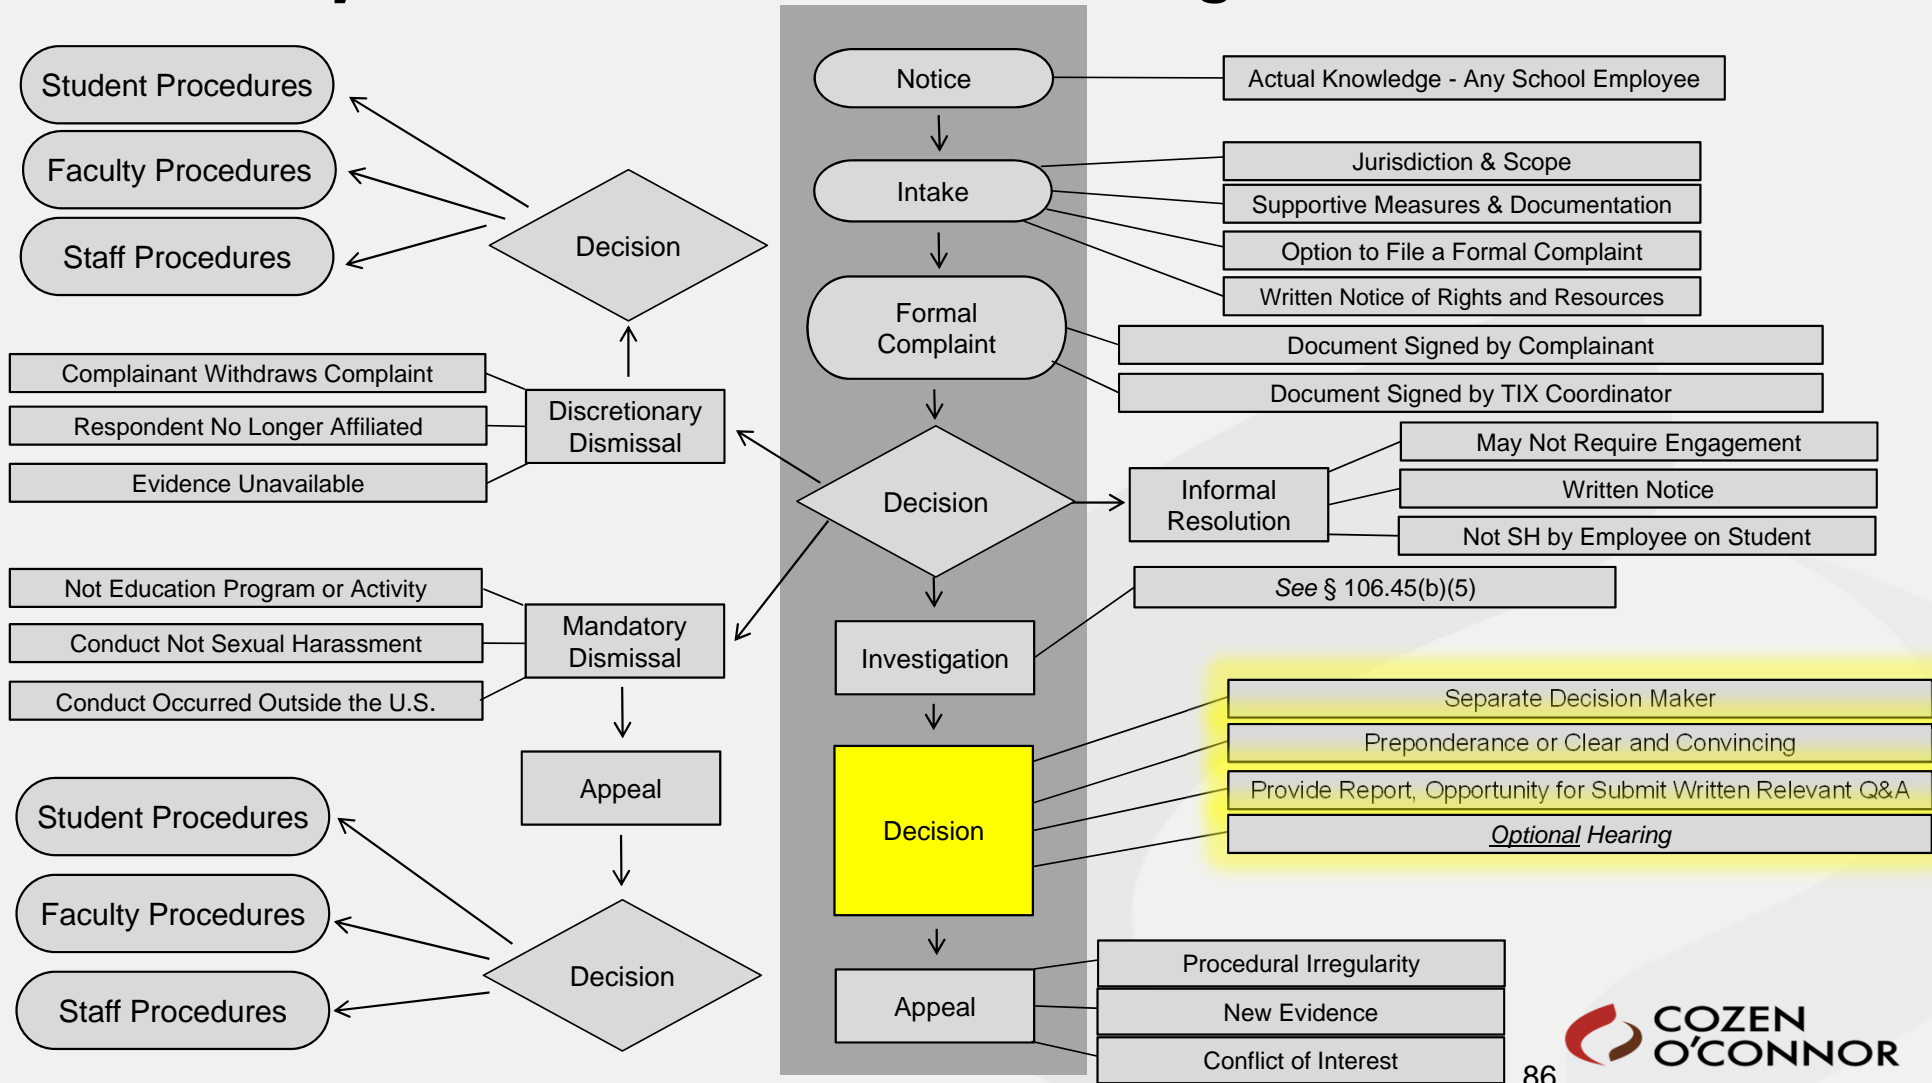 Student Procedures
Faculty Procedures
Staff Procedures
Decision
Notice
Actual Knowledge - Any School Employee
Intake
Jurisdiction & Scope
Supportive Measures & Documentation
Option to File a Formal Complaint
Written Notice of Rights and Resources
Formal
Complaint
Document Signed by Complainant
Document Signed by TIX Coordinator
Complainant Withdraws Complaint
Respondent No Longer Affiliated
Evidence Unavailable
Discretionary
Dismissal
Decision
Informal
Resolution
May Not Require Engagement
Written Notice
Not SH by Employee on Student
Not Education Program or Activity
Conduct Not Sexual Harassment
Conduct Occurred Outside the U.S.
Mandatory
Dismissal
Investigation
See § 106.45(b)(5)
Appeal
Decision
Separate Decision Maker
Preponderance or Clear and Convincing
Provide Report, Opportunity for Submit Written Relevant Q&A
Optional Hearing
Student Procedures
Faculty Procedures
Staff Procedures
Decision
Appeal
Procedural Irregularity
New Evidence
Conflict of Interest
86
COZEN
O'CONNOR